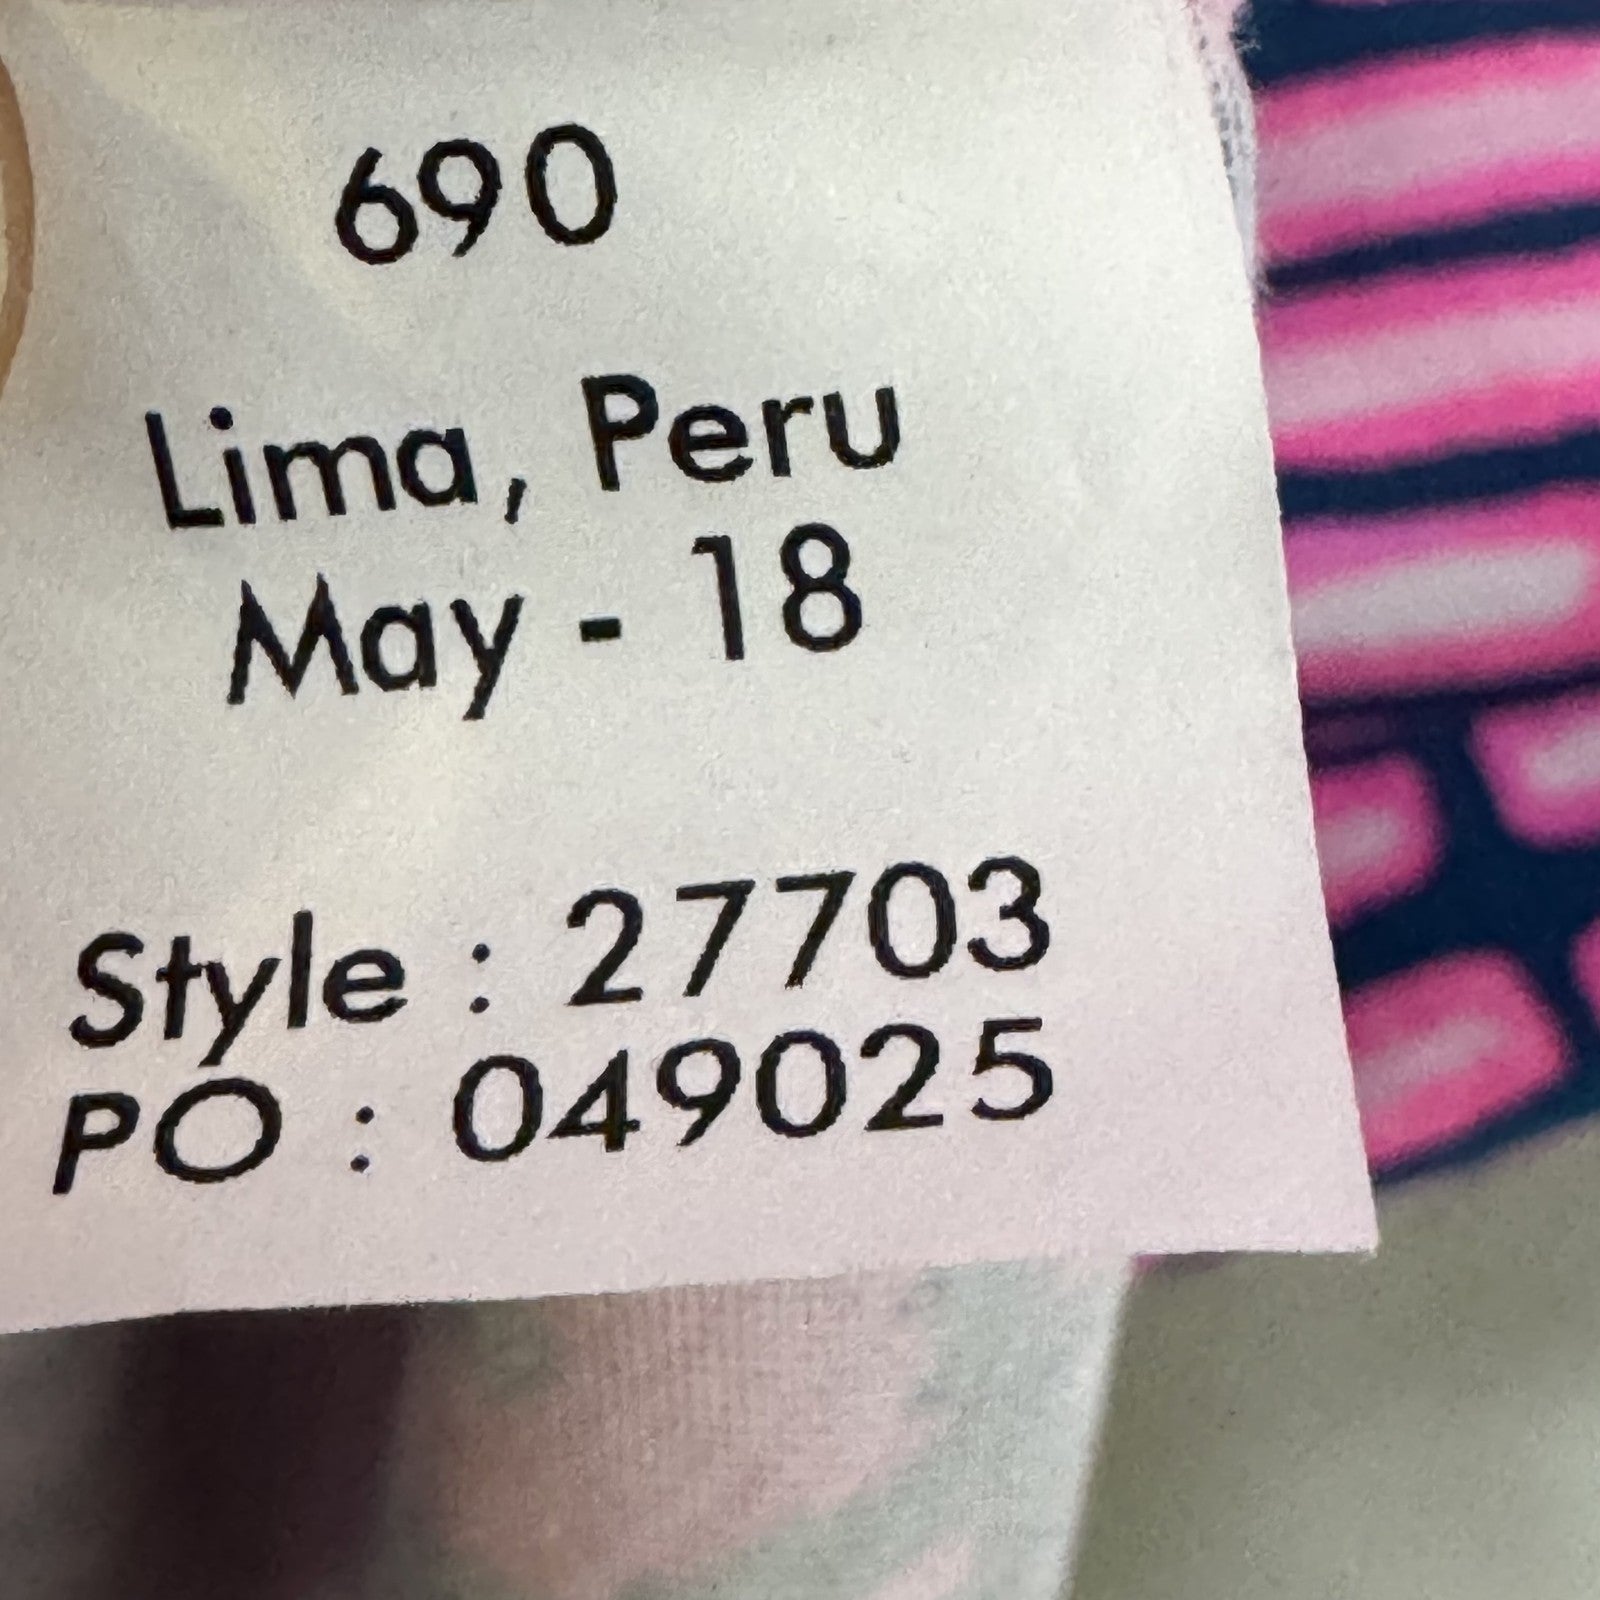 690
Lima, Peru
May - 18
Style : 27703
PO : 049025